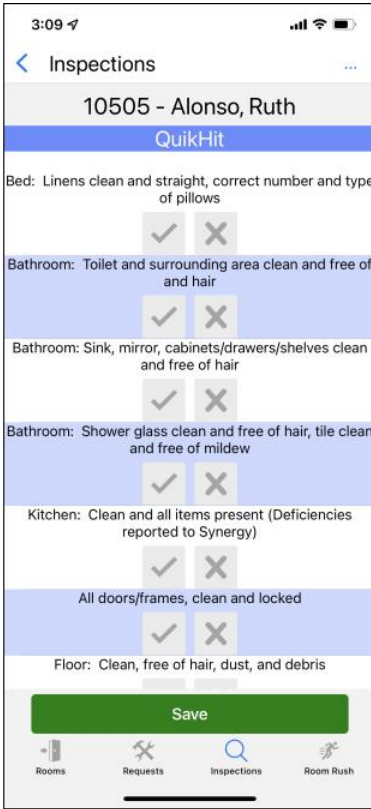 3:09
Inspections
...
10505 - Alonso, Ruth
QuikHit
Bed: Linens clean and straight, correct number and type
of pillows
Bathroom: Toilet and surrounding area clean and free of
and hair
Bathroom: Sink, mirror, cabinets/drawers/shelves clean
and free of hair
Bathroom: Shower glass clean and free of hair, tile clean
and free of mildew
Kitchen: Clean and all items present (Deficiencies
reported to Synergy)
All doors/frames, clean and locked
Floor: Clean, free of hair, dust, and debris
Save
Rooms
Requests
Inspections
Room Rush